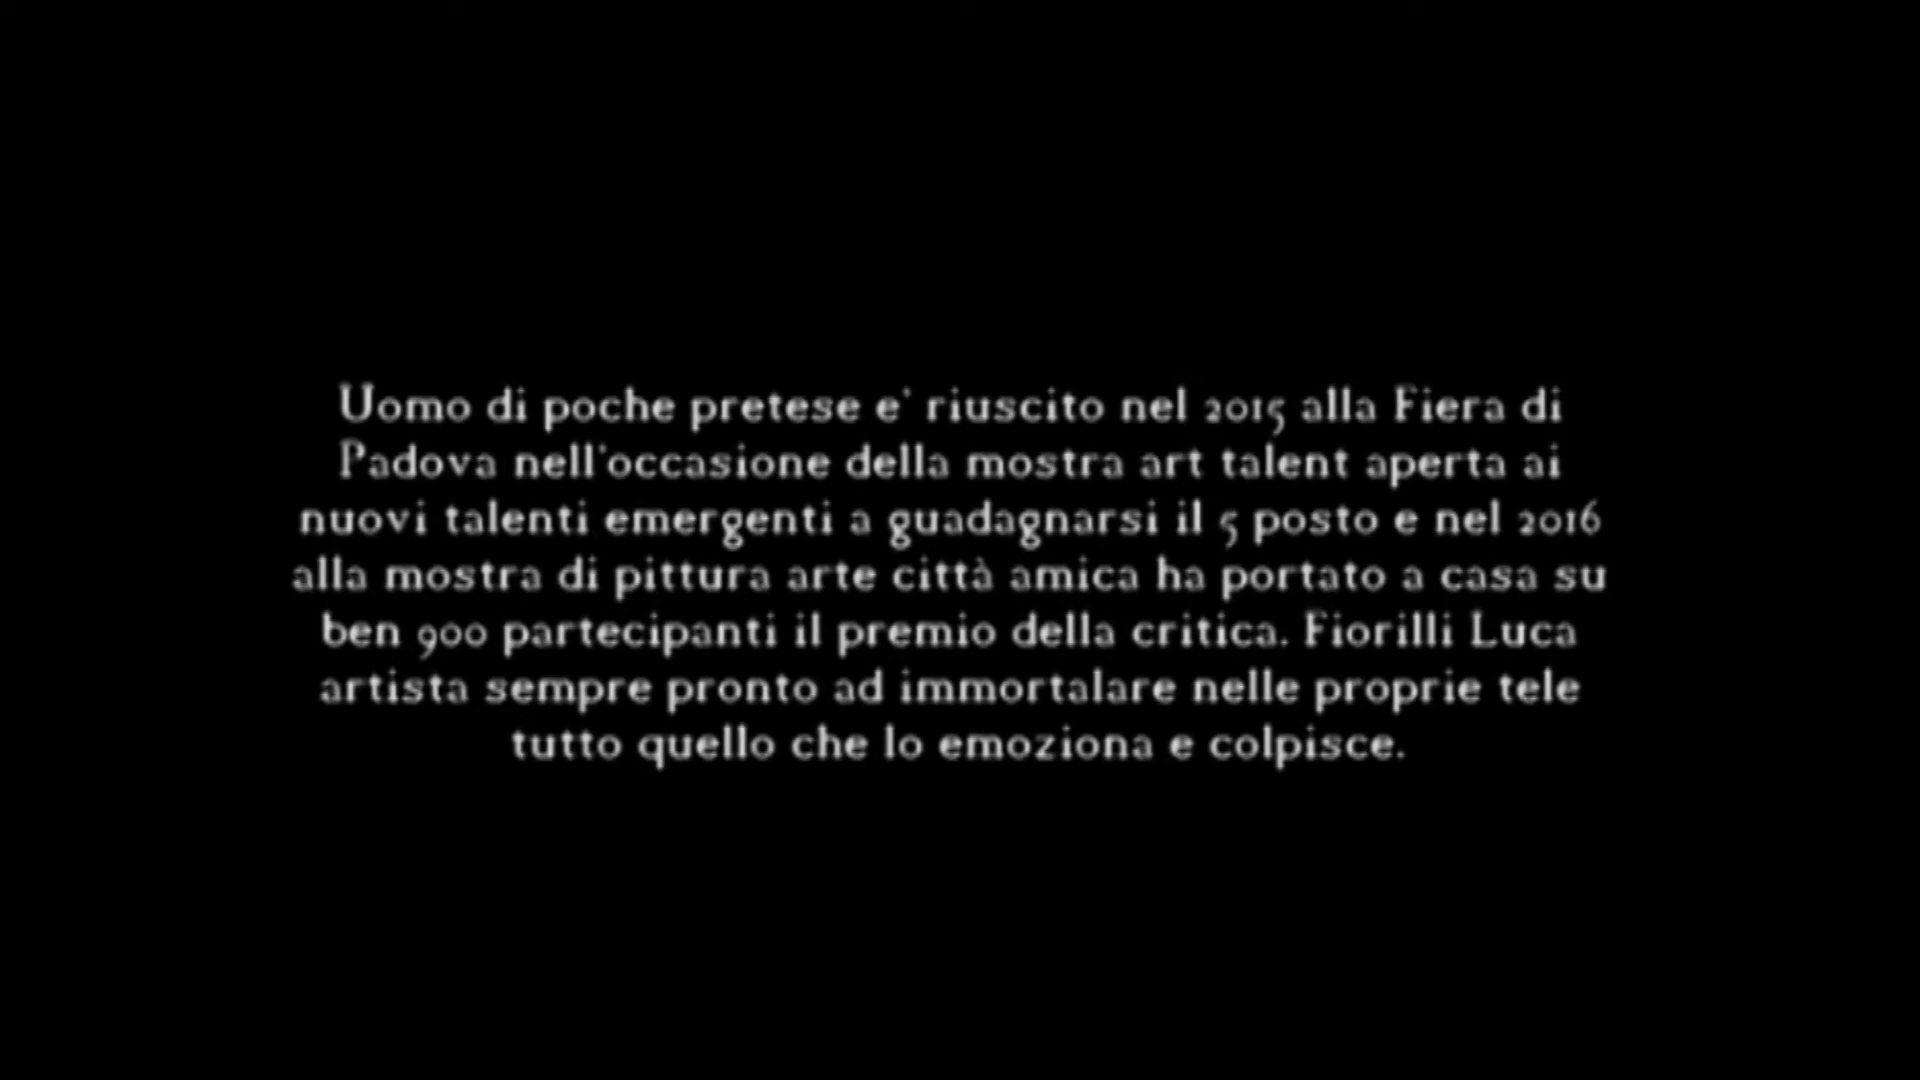 Uomo di poche pretese e' riuscito nel 2015 alla Fiera di
Padova nell'occasione della mostra art talent aperta ai
nuovi talenti emergenti a guadagnarsi il 5 posto e nel 2016
alla mostra di pittura arte città amica ha portato a casa su
ben 900 partecipanti il premio della critica. Fiorilli Luca
artista sempre pronto ad immortalare nelle proprie tele
tutto quello che lo emoziona e colpisce.